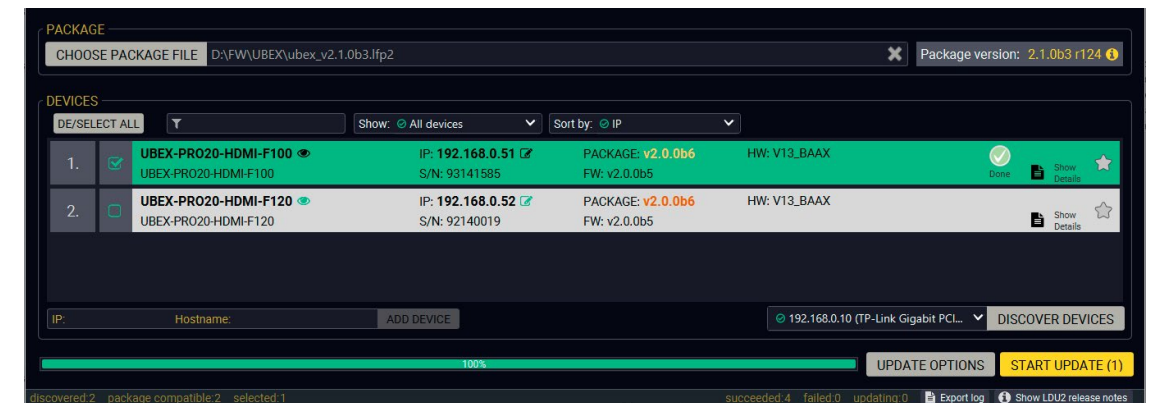 PACKAGE
CHOOSE PACKAGE FILE D:\FW\UBEX\ubex_v2.1.0b3.lfp2 Package version: 2.1.0b3 r124
DEVICES
DE/SELECT ALL Show: All devices Sort by: IP
1. UBEX-PRO20-HDMI-F100 IP: 192.168.0.51 PACKAGE: v2.0.0b6 HW: V13_BAAX
UBEX-PRO20-HDMI-F100 S/N: 93141585 FW: v2.0.0b5 Done Show Details
2. UBEX-PRO20-HDMI-F120 IP: 192.168.0.52 PACKAGE: v2.0.0b6 HW: V13_BAAX
UBEX-PRO20-HDMI-F120 S/N: 92140019 FW: v2.0.0b5 Show Details
IP: Hostname: ADD DEVICE 192.168.0.10 (TP-Link Gigabit PCI... DISCOVER DEVICES
100% UPDATE OPTIONS START UPDATE (1)
discovered:2 package compatible:2 selected:1 succeeded:4 failed:0 updating:0 Export log Show LDU2 release notes